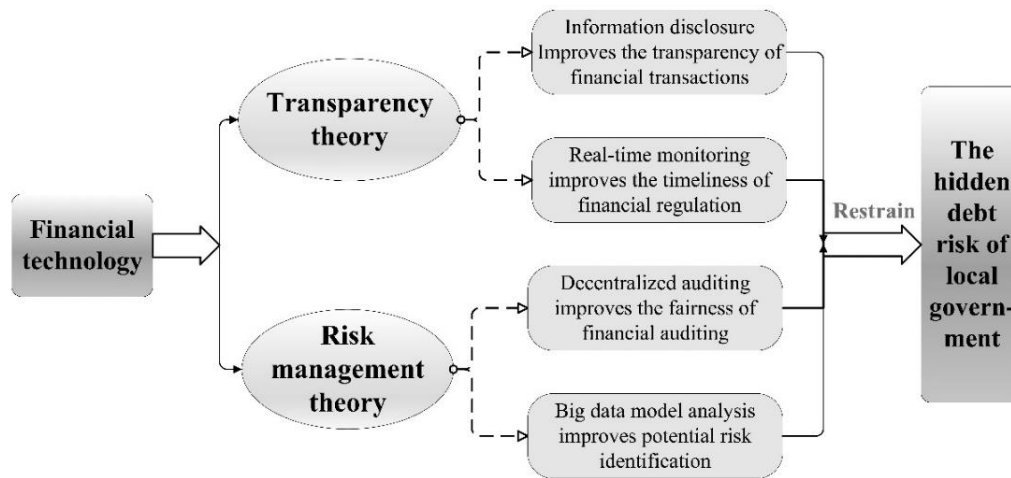 Financial
technology
Transparency
theory
Risk
management
theory
Information disclosure
Improves the transparency of
financial transactions
Real-time monitoring
improves the timeliness of
financial regulation
Decentralized auditing
improves the fairness of
financial auditing
Big data model analysis
improves potential risk
identification
Restrain
The
hidden
debt
risk of
local
govern-
ment